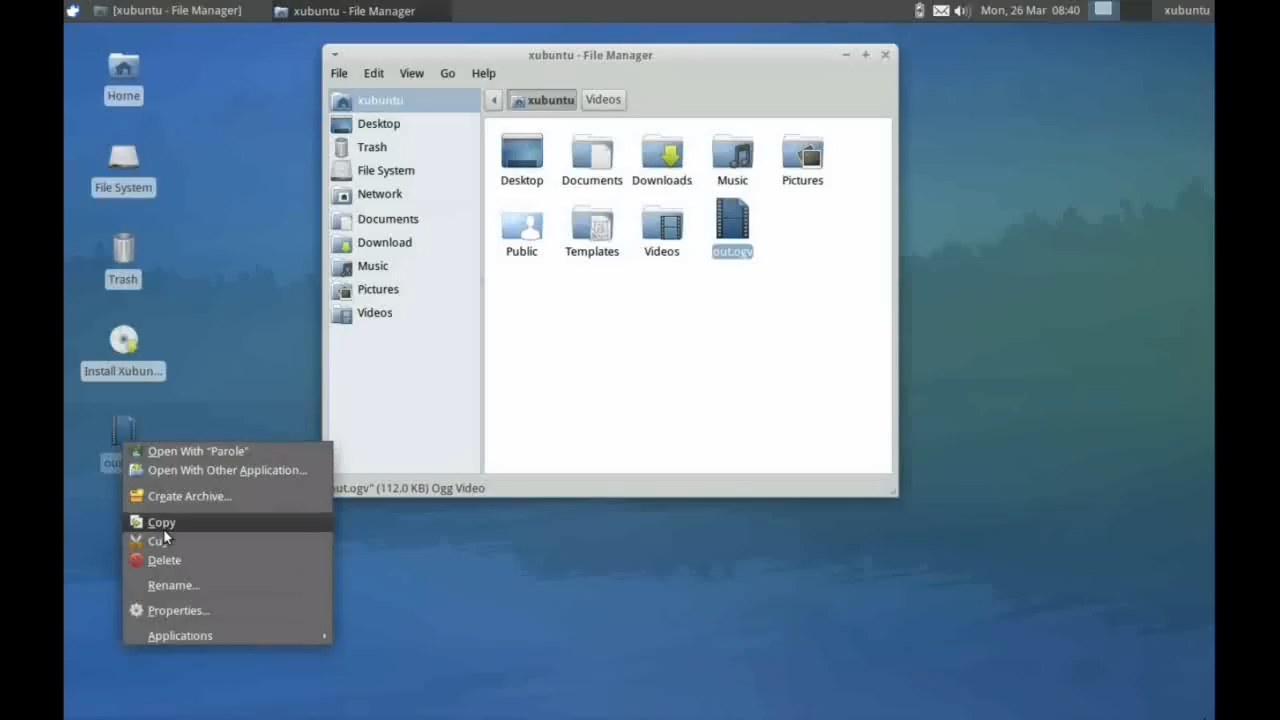 [xubuntu - File Manager]
xubuntu - File Manager
Mon, 26 Mar 08:40
xubuntu
Home
File System
Trash
Install Xubun...
xubuntu - File Manager
File Edit View Go Help
xubuntu
Desktop
Trash
File System
Network
Documents
Download
Music
Pictures
Videos
xubuntu Videos
Desktop Documents Downloads Music Pictures
Public Templates Videos out.ogv
out.ogv" (112.0 KB) Ogg Video
Open With "Parole"
Open With Other Application...
Create Archive...
Copy
Delete
Rename...
Properties...
Applications